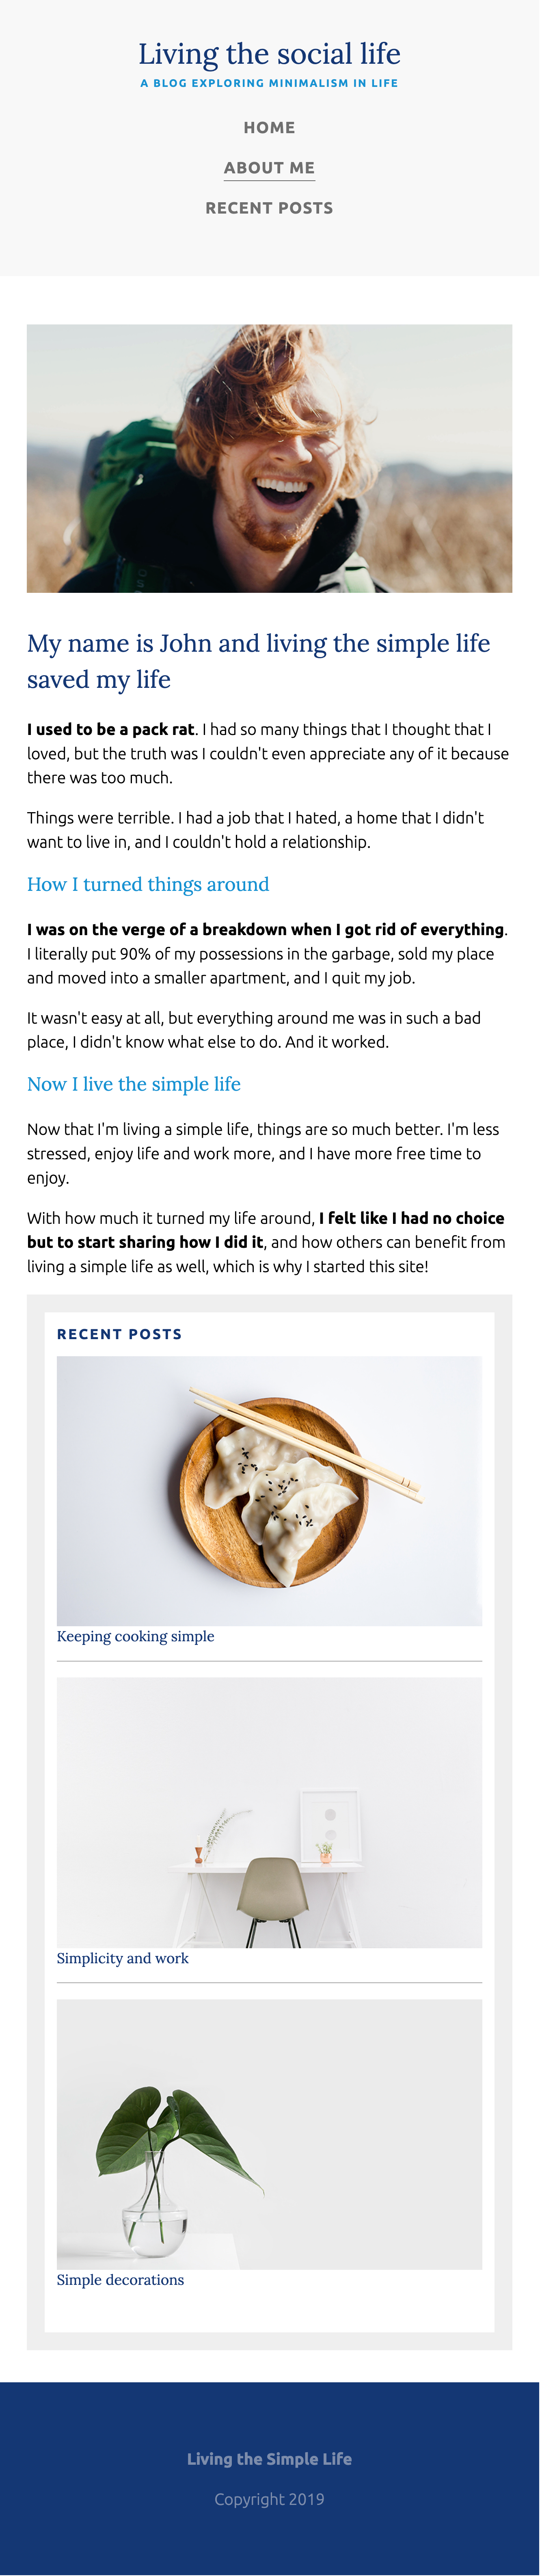 Living the social life
A BLOG EXPLORING MINIMALISM IN LIFE
HOME
ABOUT ME
RECENT POSTS
My name is John and living the simple life
saved my life
I used to be a pack rat. I had so many things that I thought that I
loved, but the truth was I couldn't even appreciate any of it because
there was too much.
Things were terrible. I had a job that I hated, a home that I didn't
want to live in, and I couldn't hold a relationship.
How I turned things around
I was on the verge of a breakdown when I got rid of everything.
I literally put 90% of my possessions in the garbage, sold my place
and moved into a smaller apartment, and I quit my job.
It wasn't easy at all, but everything around me was in such a bad
place, I didn't know what else to do. And it worked.
Now I live the simple life
Now that I'm living a simple life, things are so much better. I'm less
stressed, enjoy life and work more, and I have more free time to
enjoy.
With how much it turned my life around, I felt like I had no choice
but to start sharing how I did it, and how others can benefit from
living a simple life as well, which is why I started this site!
RECENT POSTS
Keeping cooking simple
Simplicity and work
Simple decorations
Living the Simple Life
Copyright 2019